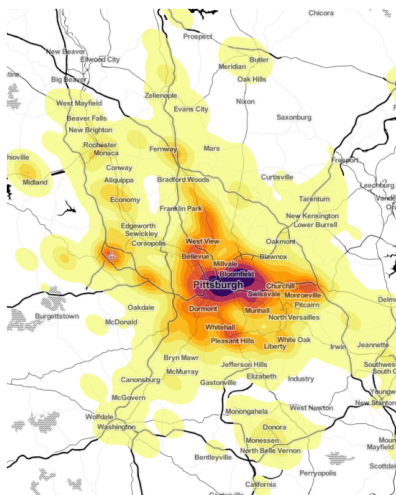 Chicora
Prospect
New Beaver
Ellwood City
Butler
Meridian
Big Beaver
Oak Hills
Zelienople
Nixon
West Mayfield
Evans City
Saxonburg
Beaver Falls
New Brighton
Rochester
Monaca
Fernway
Mars
Freeport
Conway
Midland
Aliquippa
Bradford Woods
Curtisville
Leechburg
Economy
Tarentum
Franklin Park
New Kensington
Lower Burrell
Edgeworth
Sewickley
Coraopolis
West View
Oakmont
Bellevue
Millvale
Blawnox
Bloomfield
Pittsburgh
Churchill
Swissvale
Monroeville
Oakdale
Dormont
Munhall
Pitcairn
Burgettstown
McDonald
North Versailles
Whitehall
Pleasant Hills
White Oak
Liberty
Irwin
Jeannette
Bryn Mawr
McMurray
Jefferson Hills
Canonsburg
Elizabeth
Industry
Gastonville
McGovern
West Newton
New Stanton
Monongahela
Wolfdale
Washington
Donora
Monessen
North Belle Vernon
Bentleyville
Perryopolis
California